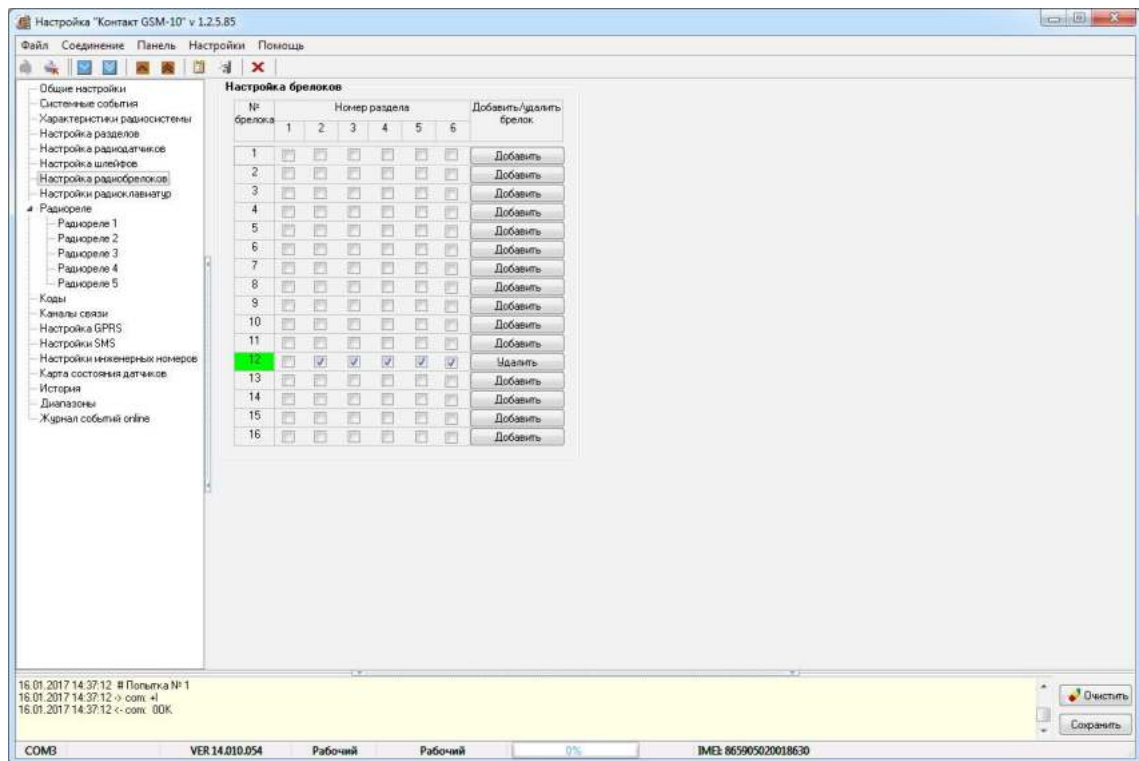 Настройка "Контакт GSM-10" v 1.2.5.85
Файл Соединение Панель Настройки Помощь
Общие настройки
Системные события
Характеристики радиосистемы
Настройка разделов
Настройка радиодатчиков
Настройка шлейфов
Настройка радиобрелоков
Настройки радиоклавиатур
Радиореле
Радиореле 1
Радиореле 2
Радиореле 3
Радиореле 4
Радиореле 5
Коды
Каналы связи
Настройка GPRS
Настройки SMS
Настройки инженерных номеров
Карта состояния датчиков
История
Диапазоны
Журнал событий online
Настройка брелоков
№ брелока Номер раздела Добавить/удалить брелок
1 2 3 4 5 6
1 Добавить
2 Добавить
3 Добавить
4 Добавить
5 Добавить
6 Добавить
7 Добавить
8 Добавить
9 Добавить
10 Добавить
11 Добавить
12 Удалить
13 Добавить
14 Добавить
15 Добавить
16 Добавить
16.01.2017 14:37:12 # Попытка № 1
16.01.2017 14:37:12 -> com: +I
16.01.2017 14:37:12 <- com: 00K
Очистить
Сохранить
COM3 VER 14.010.054 Рабочий Рабочий 0% IMEI: 865905020018630